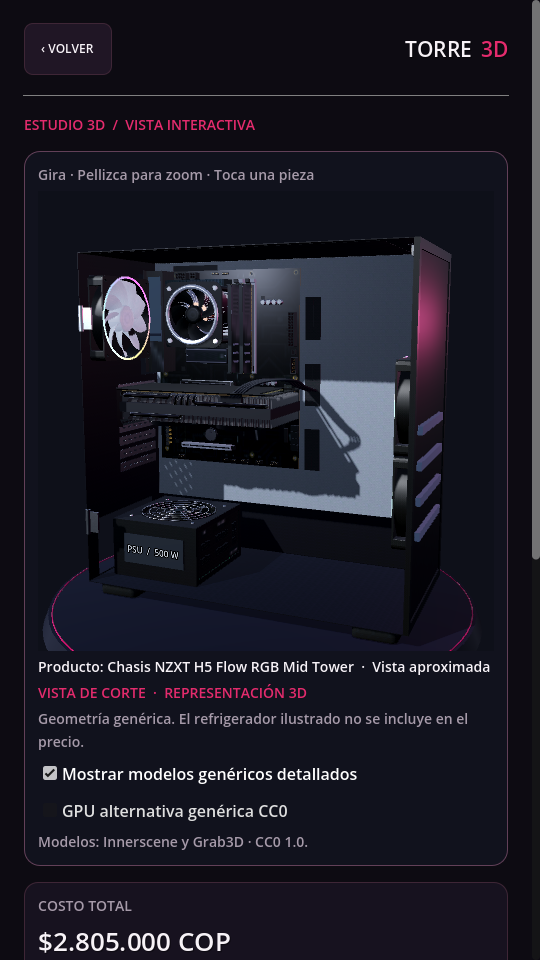 ‹ VOLVER
TORRE 3D
ESTUDIO 3D / VISTA INTERACTIVA
Gira · Pellizca para zoom · Toca una pieza
PSU / 500 W
Producto: Chasis NZXT H5 Flow RGB Mid Tower · Vista aproximada
VISTA DE CORTE · REPRESENTACIÓN 3D
Geometría genérica. El refrigerador ilustrado no se incluye en el
precio.
Mostrar modelos genéricos detallados
GPU alternativa genérica CC0
Modelos: Innerscene y Grab3D · CC0 1.0.
COSTO TOTAL
$2.805.000 COP